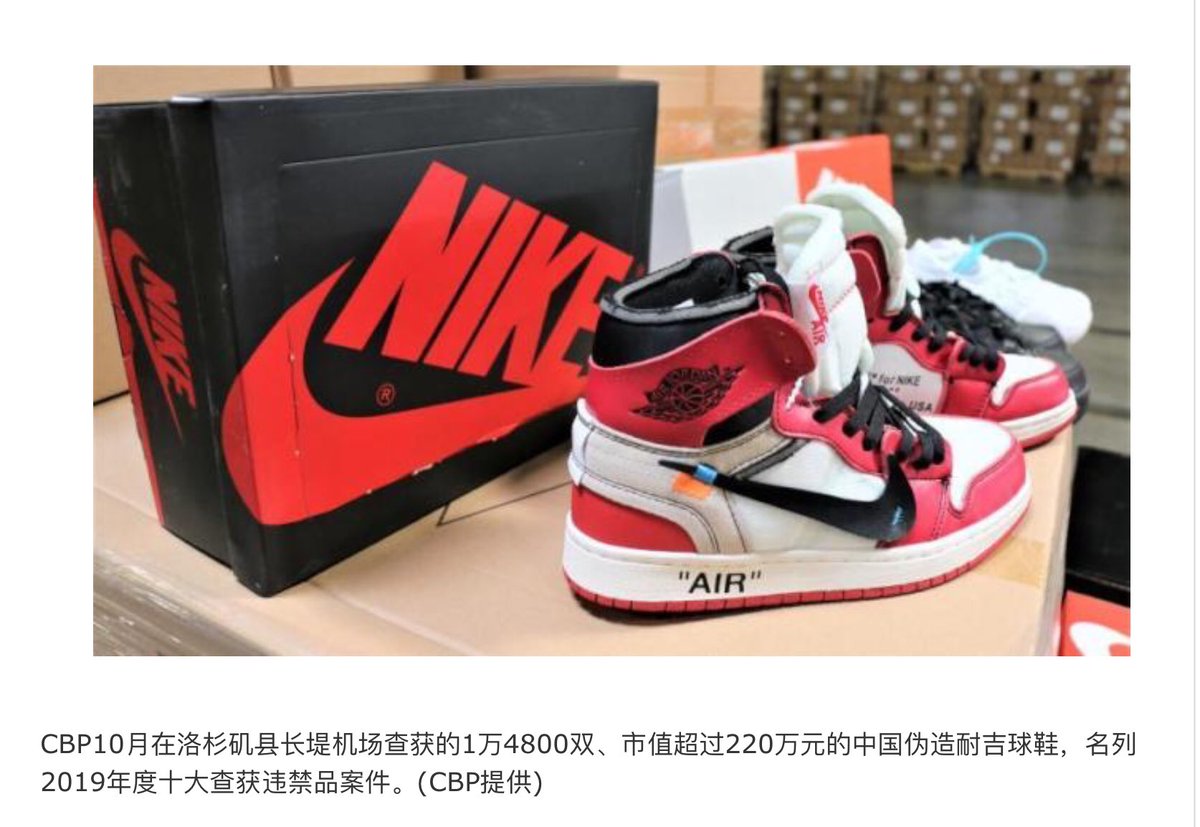 NIKE
NIKE
®
AIR
for NIKE
USA
"AIR"
CBP10月在洛杉矶县长堤机场查获的1万4800双、市值超过220万元的中国伪造耐吉球鞋，名列
2019年度十大查获违禁品案件。(CBP提供)